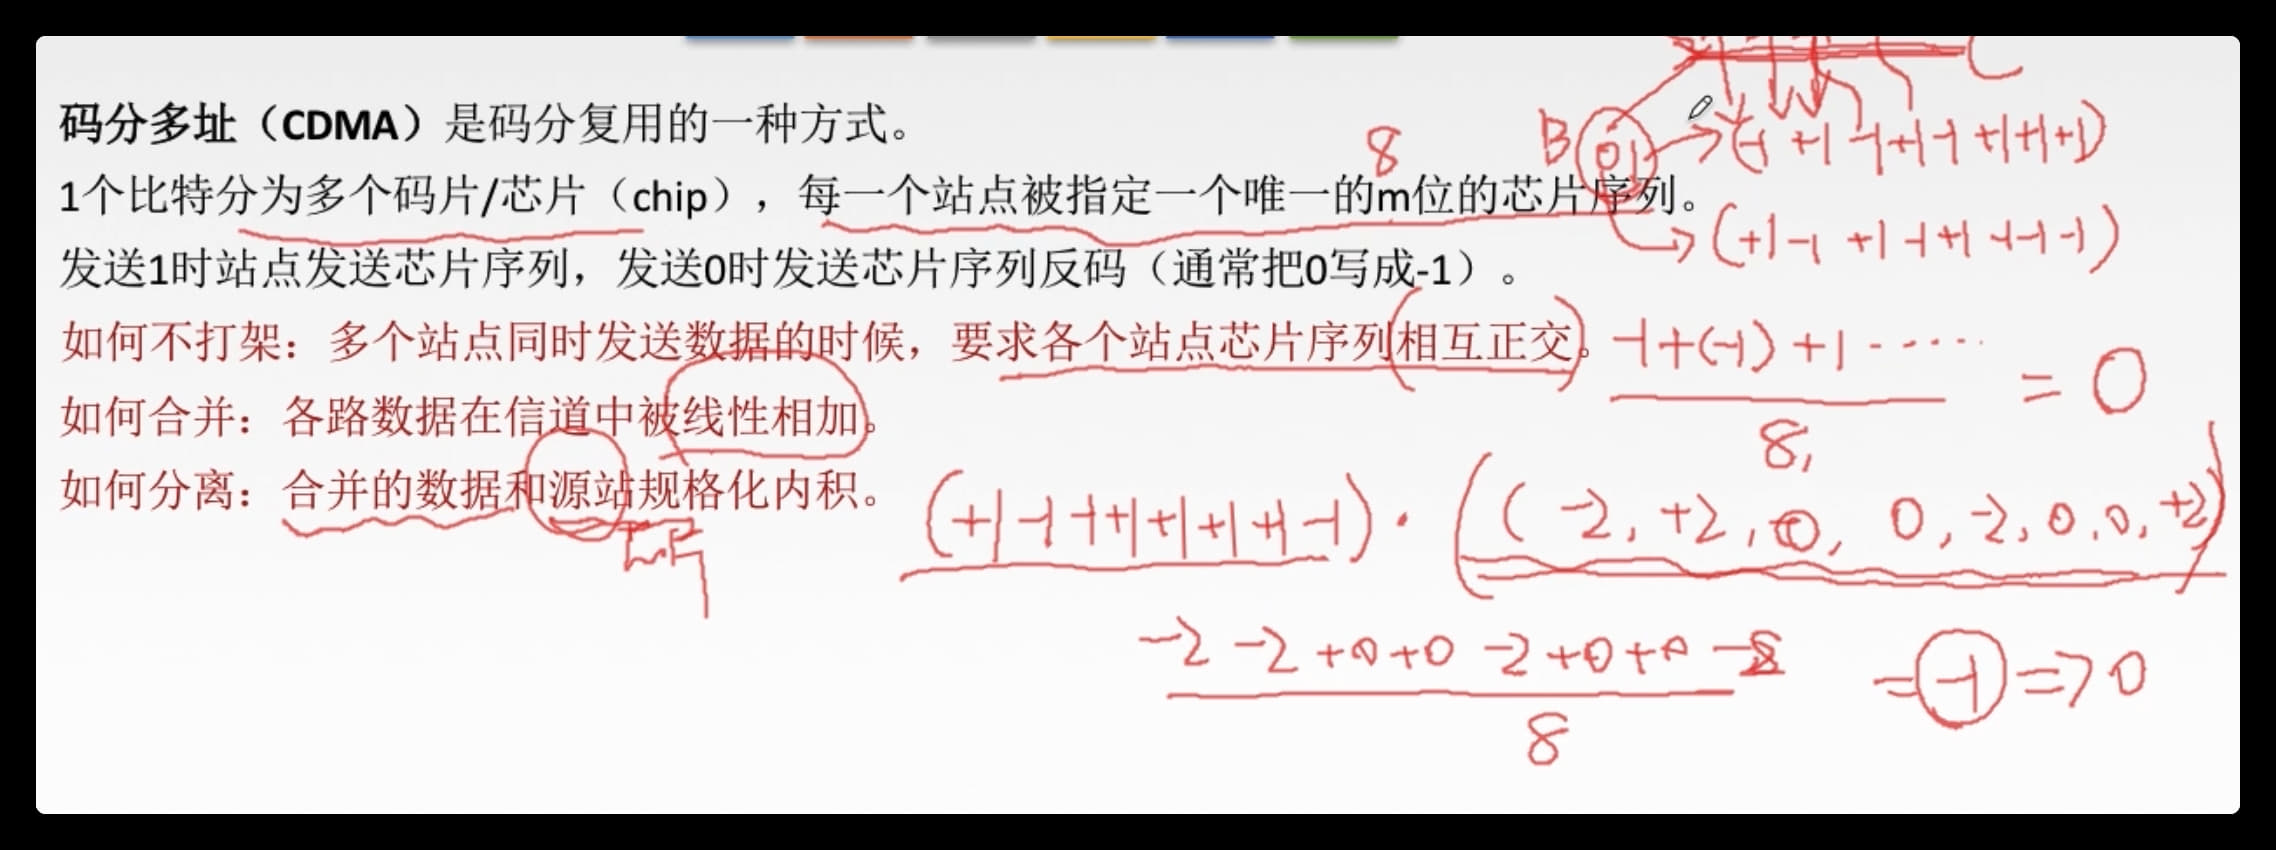 码分多址（CDMA）是码分复用的一种方式。
8
B
01
(-1 +1 -1 +1 -1 +1 +1 +1)
1个比特分为多个码片/芯片（chip），每一个站点被指定一个唯一的m位的芯片序列。
(+1 -1 +1 -1 +1 -1 -1 -1)
发送1时站点发送芯片序列，发送0时发送芯片序列反码（通常把0写成-1）。
如何不打架：多个站点同时发送数据的时候，要求各个站点芯片序列相互正交。
-1+(-1)+1······
8
= 0
如何合并：各路数据在信道中被线性相加。
如何分离：合并的数据和源站规格化内积。
(+1 -1 -1 +1 +1 +1 +1 -1) · ((-2, +2, 0, 0, -2, 0, 0, +2))
-2 -2 +0 +0 -2 +0 +0 -2
8
= -1 => 0